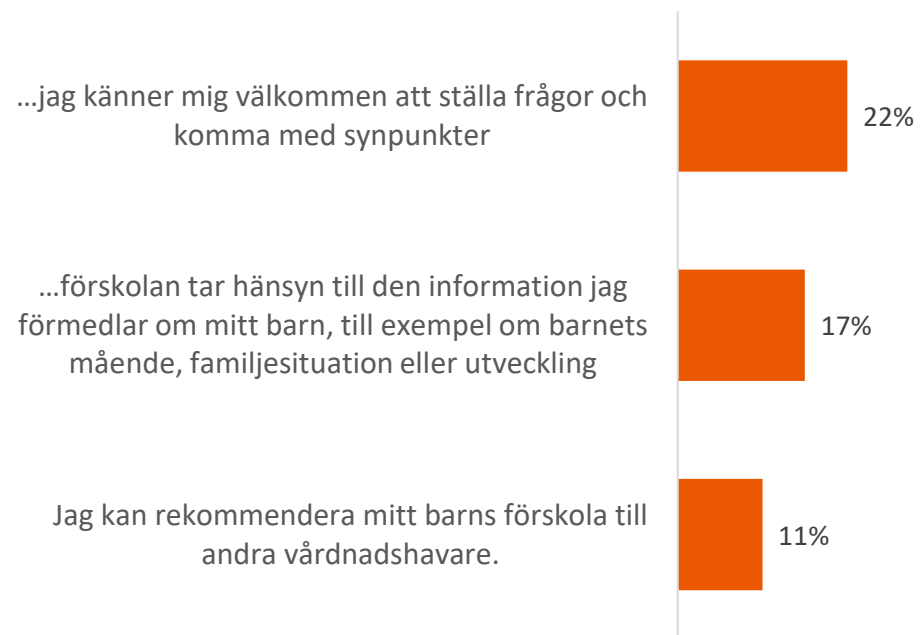 ...jag känner mig välkommen att ställa frågor och
komma med synpunkter
22%
...förskolan tar hänsyn till den information jag
förmedlar om mitt barn, till exempel om barnets
mående, familjesituation eller utveckling
17%
Jag kan rekommendera mitt barns förskola till
andra vårdnadshavare.
11%